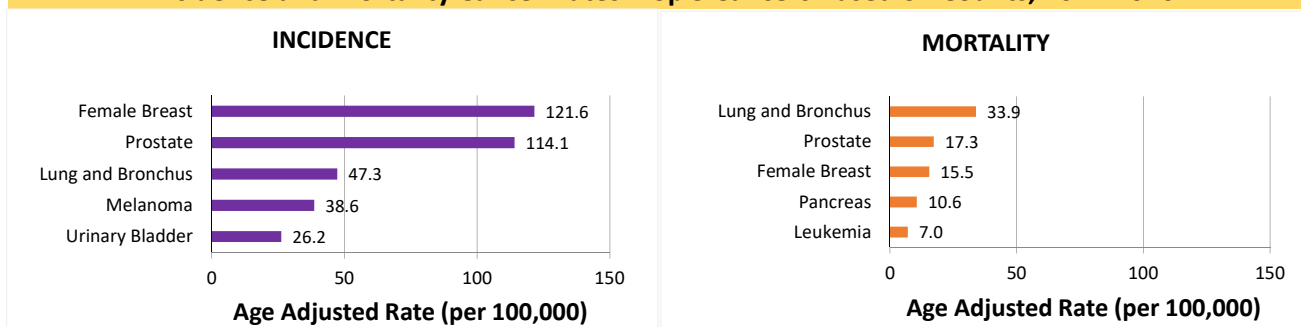 INCIDENCE
Female Breast 121.6
Prostate 114.1
Lung and Bronchus 47.3
Melanoma 38.6
Urinary Bladder 26.2
0 50 100 150
Age Adjusted Rate (per 100,000)
MORTALITY
Lung and Bronchus 33.9
Prostate 17.3
Female Breast 15.5
Pancreas 10.6
Leukemia 7.0
0 50 100 150
Age Adjusted Rate (per 100,000)